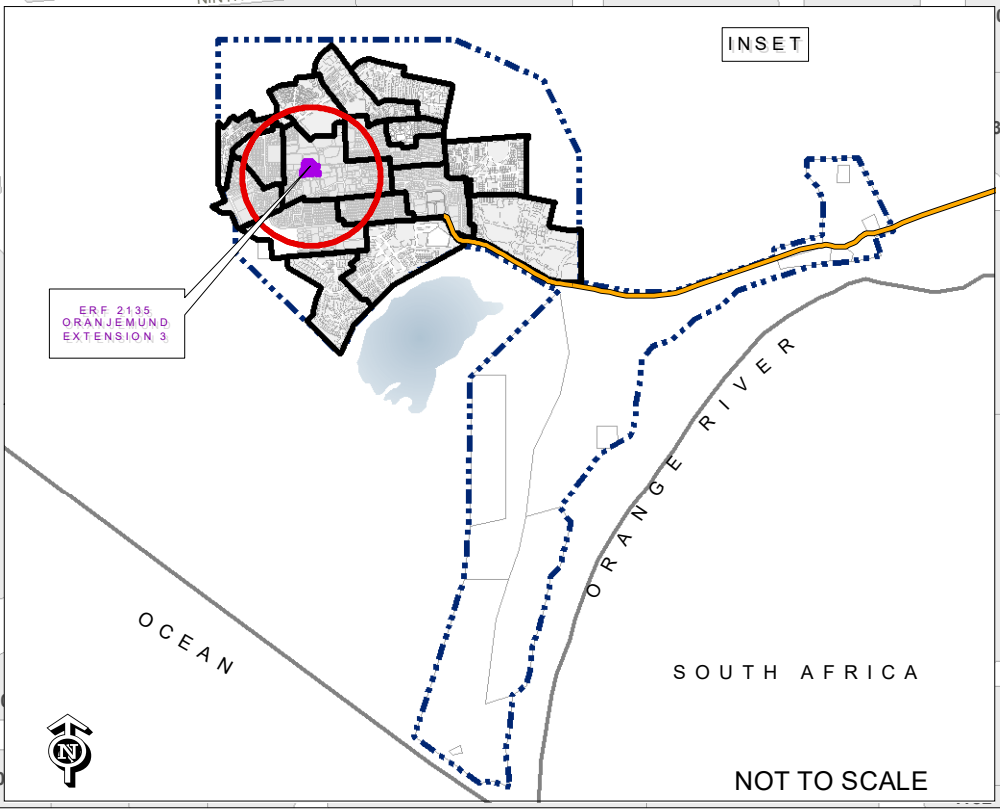 INSET
ERF 2135
ORANJEMUND
EXTENSION 3
ORANGE RIVER
OCEAN
SOUTH AFRICA
N
NOT TO SCALE